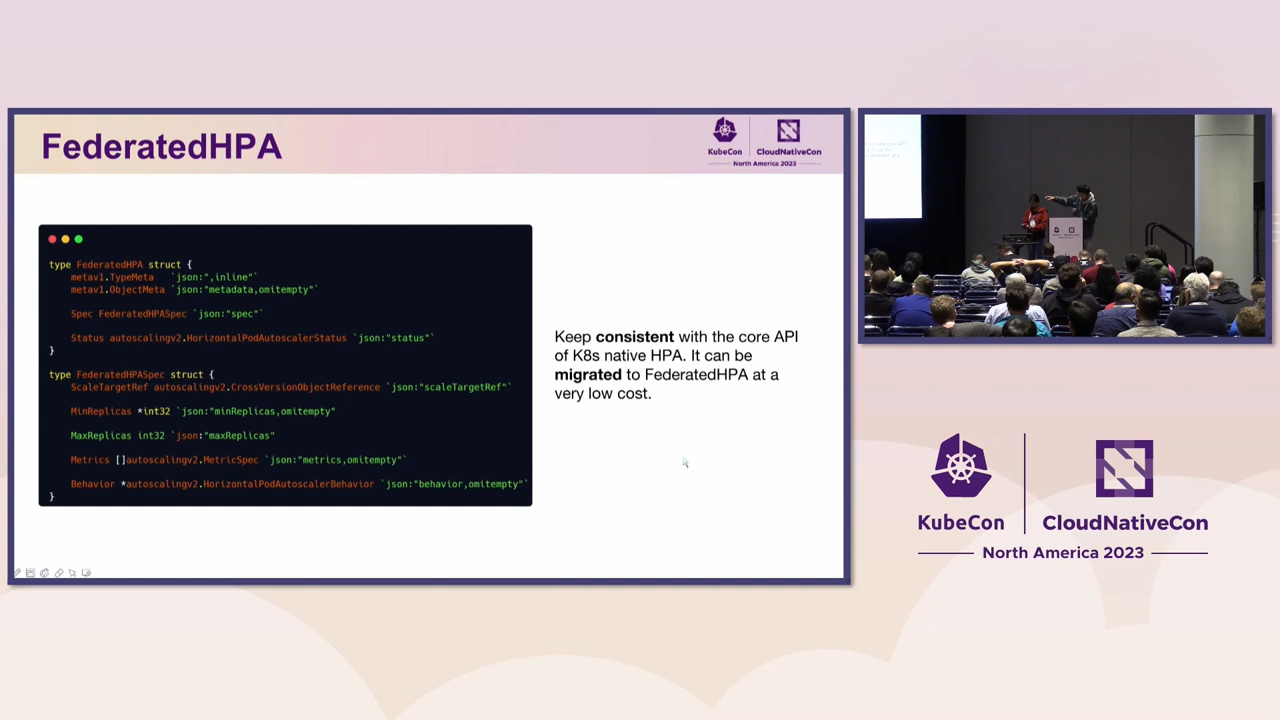 FederatedHPA
KubeCon
CloudNativeCon
North America 2023
type FederatedHPA struct {
metav1.TypeMeta `json:",inline"`
metav1.ObjectMeta `json:"metadata,omitempty"`
Spec FederatedHPASpec `json:"spec"`
Status autoscalingv2.HorizontalPodAutoscalerStatus `json:"status"`
}
type FederatedHPASpec struct {
ScaleTargetRef autoscalingv2.CrossVersionObjectReference `json:"scaleTargetRef"`
MinReplicas *int32 `json:"minReplicas,omitempty"
MaxReplicas int32 `json:"maxReplicas"
Metrics []autoscalingv2.MetricSpec `json:"metrics,omitempty"`
Behavior *autoscalingv2.HorizontalPodAutoscalerBehavior `json:"behavior,omitempty"`
}
Keep consistent with the core API
of K8s native HPA. It can be
migrated to FederatedHPA at a
very low cost.
KubeCon
CloudNativeCon
North America 2023